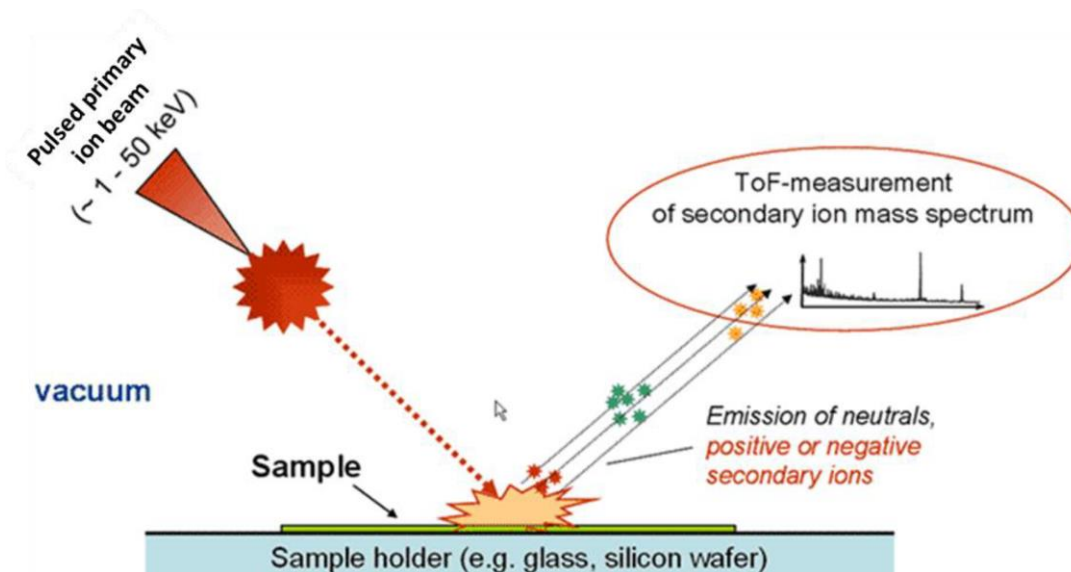 Pulsed primary
ion beam
(~ 1 - 50 keV)
ToF-measurement
of secondary ion mass spectrum
vacuum
Emission of neutrals,
positive or negative
secondary ions
Sample
Sample holder (e.g. glass, silicon wafer)